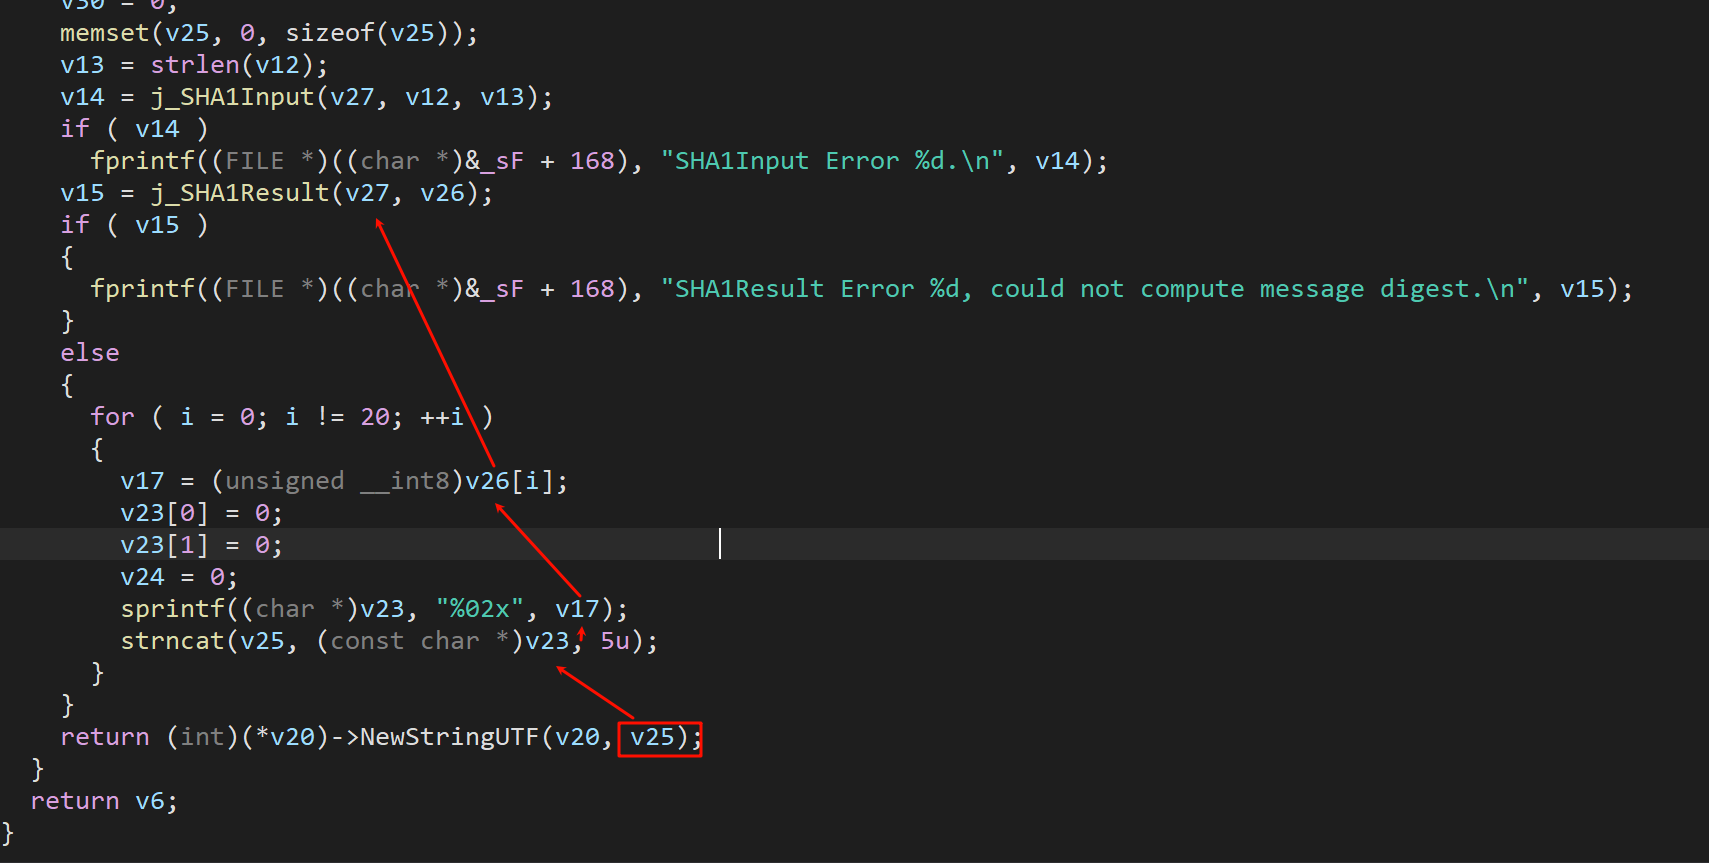 v30 = 0;
memset(v25, 0, sizeof(v25));
v13 = strlen(v12);
v14 = j_SHA1Input(v27, v12, v13);
if ( v14 )
fprintf((FILE *)((char *)&_sF + 168), "SHA1Input Error %d.\n", v14);
v15 = j_SHA1Result(v27, v26);
if ( v15 )
{
fprintf((FILE *)((char *)&_sF + 168), "SHA1Result Error %d, could not compute message digest.\n", v15);
}
else
{
for ( i = 0; i != 20; ++i )
{
v17 = (unsigned __int8)v26[i];
v23[0] = 0;
v23[1] = 0;
v24 = 0;
sprintf((char *)v23, "%02x", v17);
strncat(v25, (const char *)v23, 5u);
}
}
return (int)(*v20)->NewStringUTF(v20, v25);
}
return v6;
}